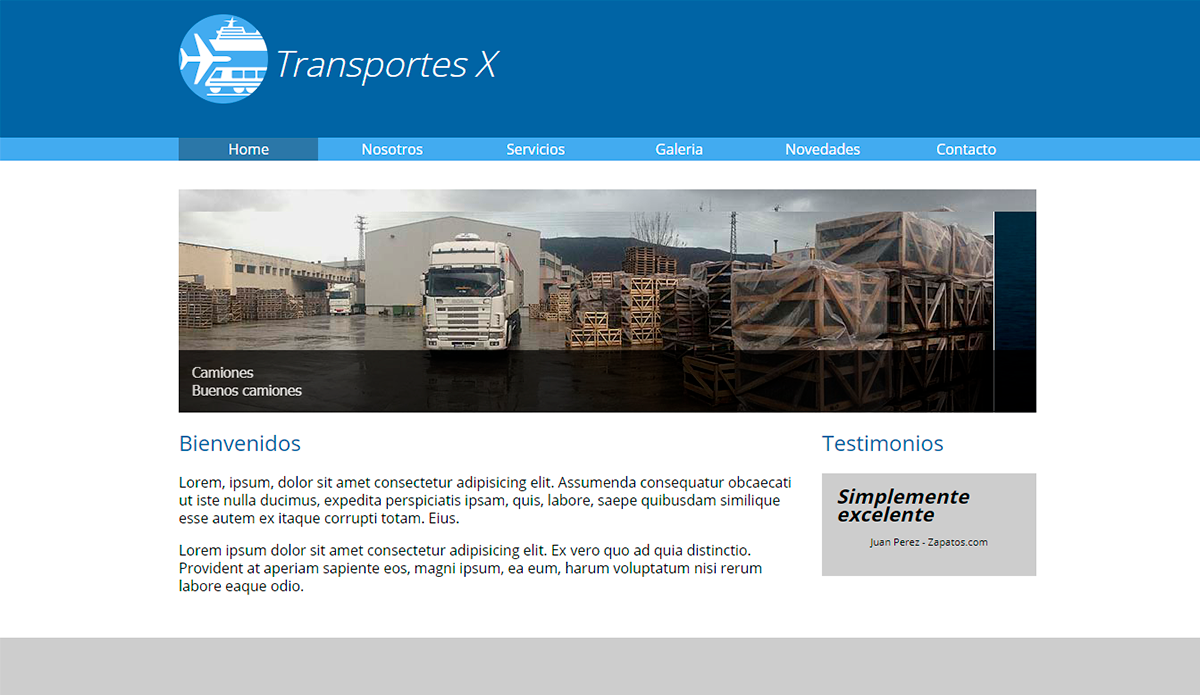 Transportes X
Home
Nosotros
Servicios
Galeria
Novedades
Contacto
Camiones
Buenos camiones
Bienvenidos
Lorem, ipsum, dolor sit amet consectetur adipisicing elit. Assumenda consequatur obcaecati
ut iste nulla ducimus, expedita perspiciatis ipsam, quis, labore, saepe quibusdam similique
esse autem ex itaque corrupti totam. Eius.
Lorem ipsum dolor sit amet consectetur adipisicing elit. Ex vero quo ad quia distinctio.
Provident at aperiam sapiente eos, magni ipsum, ea eum, harum voluptatum nisi rerum
labore eaque odio.
Testimonios
Simplemente
excelente
Juan Perez - Zapatos.com